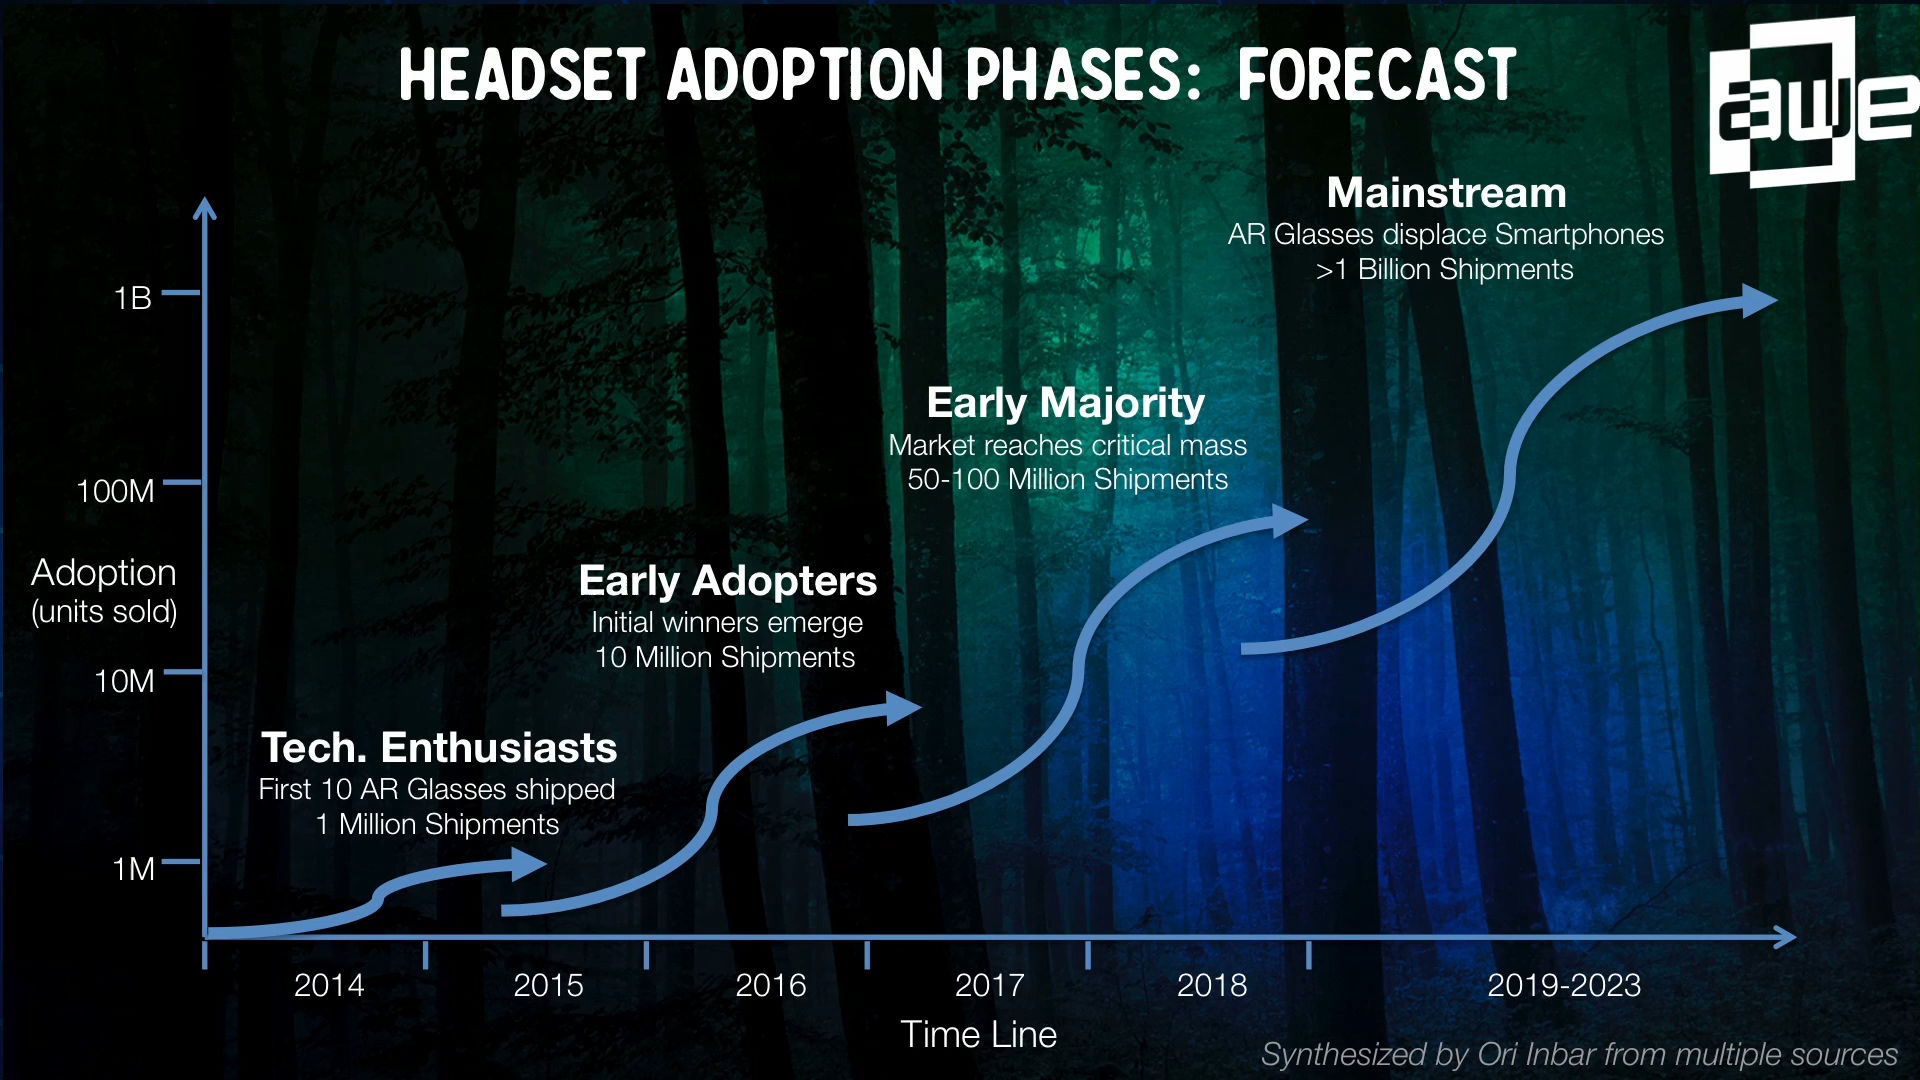 HEADSET ADOPTION PHASES: FORECAST
awe
Mainstream
AR Glasses displace Smartphones
>1 Billion Shipments
1B
Early Majority
Market reaches critical mass
50-100 Million Shipments
100M
Adoption
(units sold)
Early Adopters
Initial winners emerge
10 Million Shipments
10M
Tech. Enthusiasts
First 10 AR Glasses shipped
1 Million Shipments
1M
2014 2015 2016 2017 2018 2019-2023
Time Line
Synthesized by Ori Inbar from multiple sources